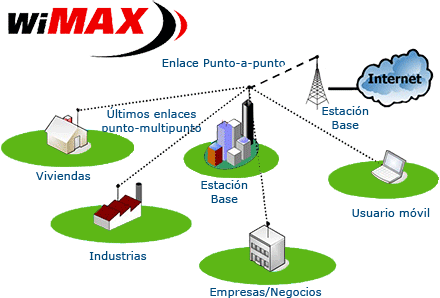 WiMAX
Enlace Punto-a-punto
Internet
Estación
Base
Últimos enlaces
punto-multipunto
Viviendas
Estación
Base
Usuario móvil
Industrias
Empresas/Negocios